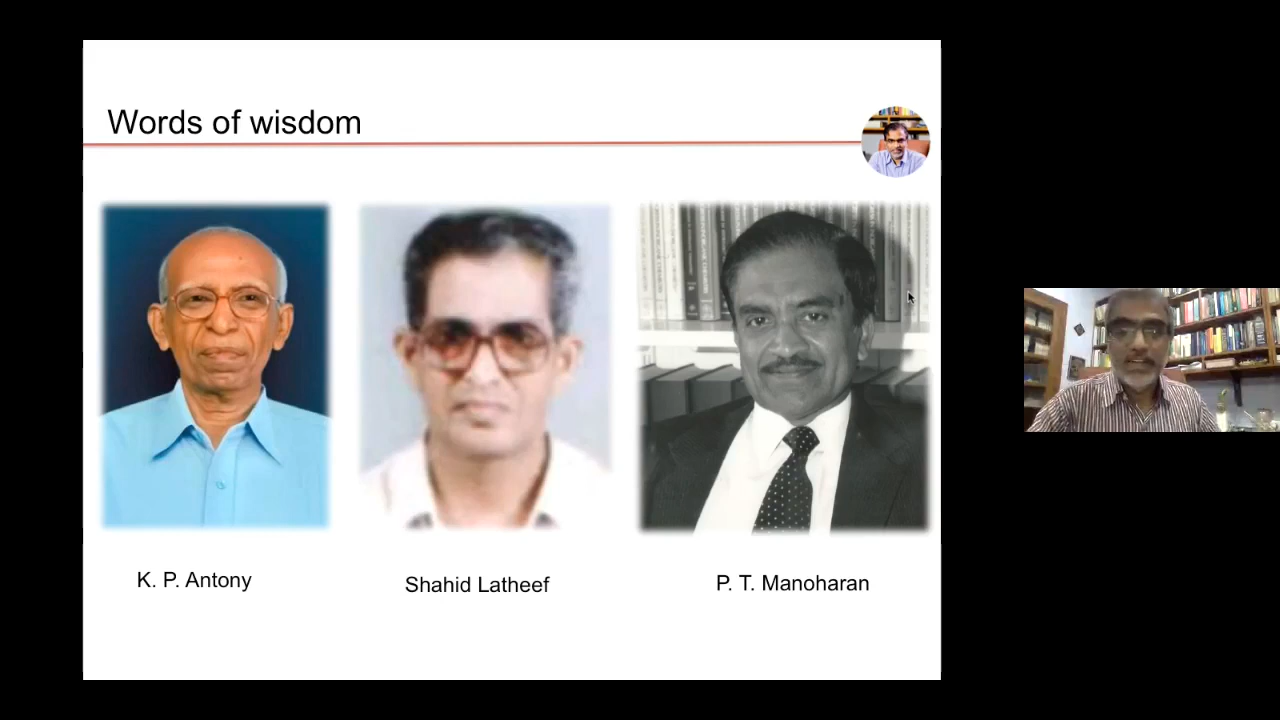 Words of wisdom
K. P. Antony
Shahid Latheef
P. T. Manoharan